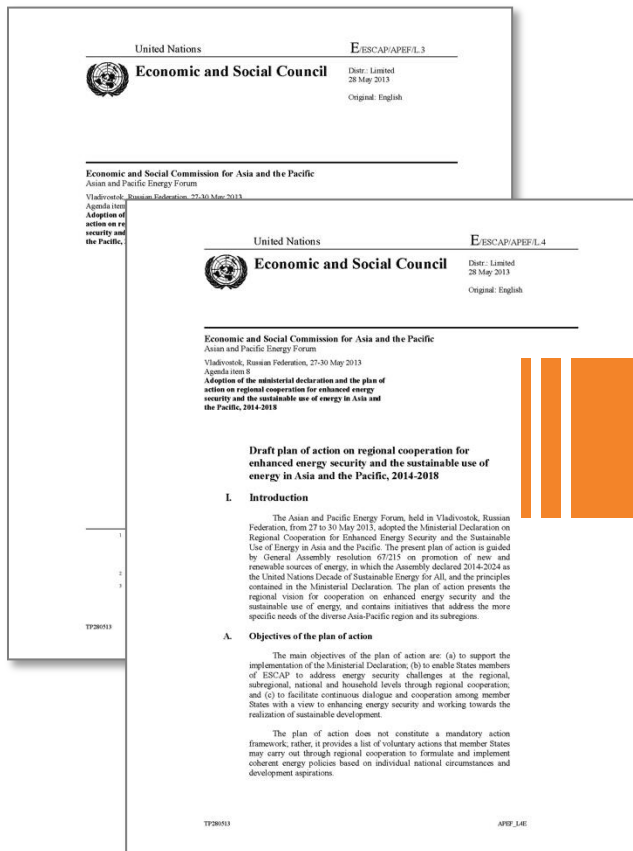 United Nations E/ESCAP/APEF/L.3
Economic and Social Council
Distr.: Limited
28 May 2013
Original: English
Economic and Social Commission for Asia and the Pacific
Asian and Pacific Energy Forum
Vladivostok, Russian Federation, 27-30 May 2013
Agenda item
Adoption of
action on re
security and
the Pacific,
1
2
3
TP280513
United Nations E/ESCAP/APEF/L.4
Economic and Social Council
Distr.: Limited
28 May 2013
Original: English
Economic and Social Commission for Asia and the Pacific
Asian and Pacific Energy Forum
Vladivostok, Russian Federation, 27-30 May 2013
Agenda item 8
Adoption of the ministerial declaration and the plan of
action on regional cooperation for enhanced energy
security and the sustainable use of energy in Asia and
the Pacific, 2014-2018
Draft plan of action on regional cooperation for
enhanced energy security and the sustainable use of
energy in Asia and the Pacific, 2014-2018
I. Introduction
The Asian and Pacific Energy Forum, held in Vladivostok, Russian
Federation, from 27 to 30 May 2013, adopted the Ministerial Declaration on
Regional Cooperation for Enhanced Energy Security and the Sustainable
Use of Energy in Asia and the Pacific. The present plan of action is guided
by General Assembly resolution 67/215 on promotion of new and
renewable sources of energy, in which the Assembly declared 2014-2024 as
the United Nations Decade of Sustainable Energy for All, and the principles
contained in the Ministerial Declaration. The plan of action presents the
regional vision for cooperation on enhanced energy security and the
sustainable use of energy, and contains initiatives that address the more
specific needs of the diverse Asia-Pacific region and its subregions.
A. Objectives of the plan of action
The main objectives of the plan of action are: (a) to support the
implementation of the Ministerial Declaration; (b) to enable States members
of ESCAP to address energy security challenges at the regional,
subregional, national and household levels through regional cooperation;
and (c) to facilitate continuous dialogue and cooperation among member
States with a view to enhancing energy security and working towards the
realization of sustainable development.
The plan of action does not constitute a mandatory action
framework; rather, it provides a list of voluntary actions that member States
may carry out through regional cooperation to formulate and implement
coherent energy policies based on individual national circumstances and
development aspirations.
TP280513 APEF_L4E